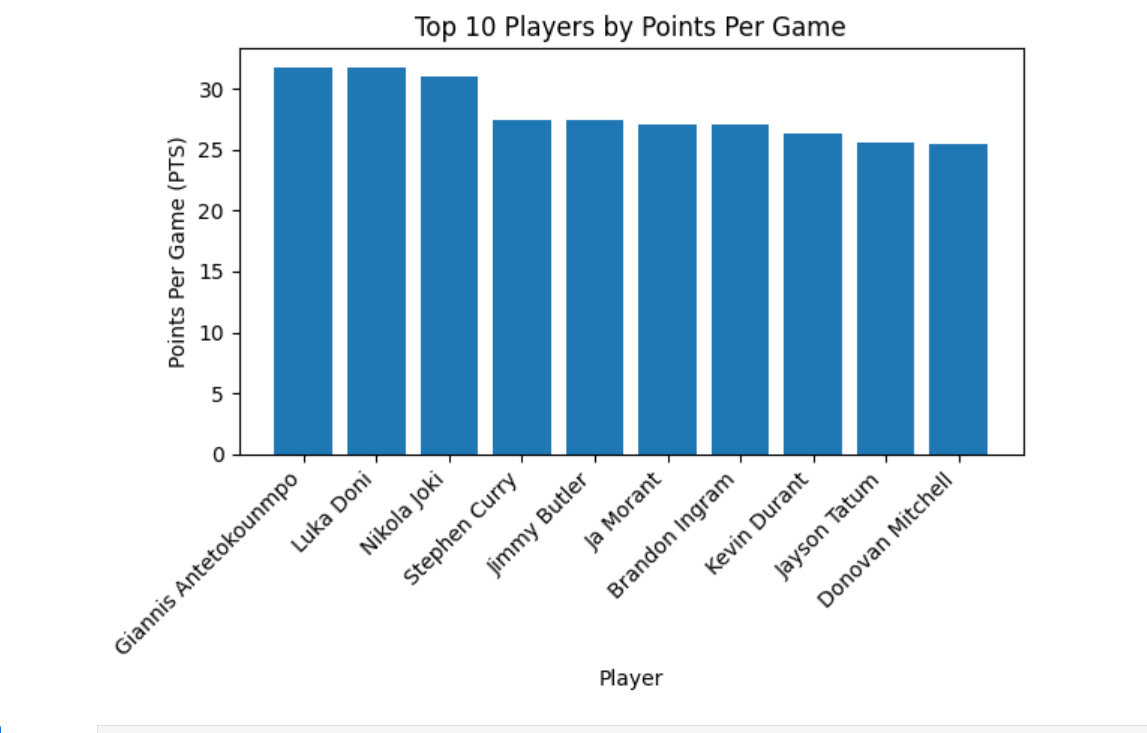 Top 10 Players by Points Per Game
Points Per Game (PTS)
30
25
20
15
10
5
0
Giannis Antetokounmpo
Luka Doni
Nikola Joki
Stephen Curry
Jimmy Butler
Ja Morant
Brandon Ingram
Kevin Durant
Jayson Tatum
Donovan Mitchell
Player